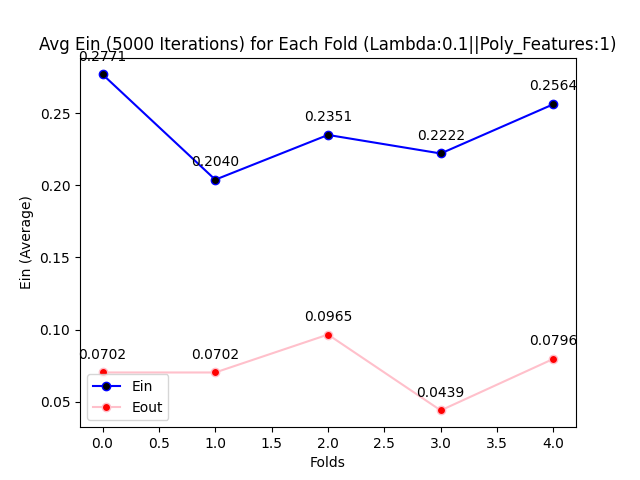 Avg Ein (5000 Iterations) for Each Fold (Lambda:0.1||Poly_Features:1)
0.2771
0.2564
0.25
0.2351
0.2222
0.2040
0.20
Ein (Average)
0.15
0.10
0.0965
0.0796
0.0702
0.0702
0.0439
0.05
Ein
Eout
0.0 0.5 1.0 1.5 2.0 2.5 3.0 3.5 4.0
Folds